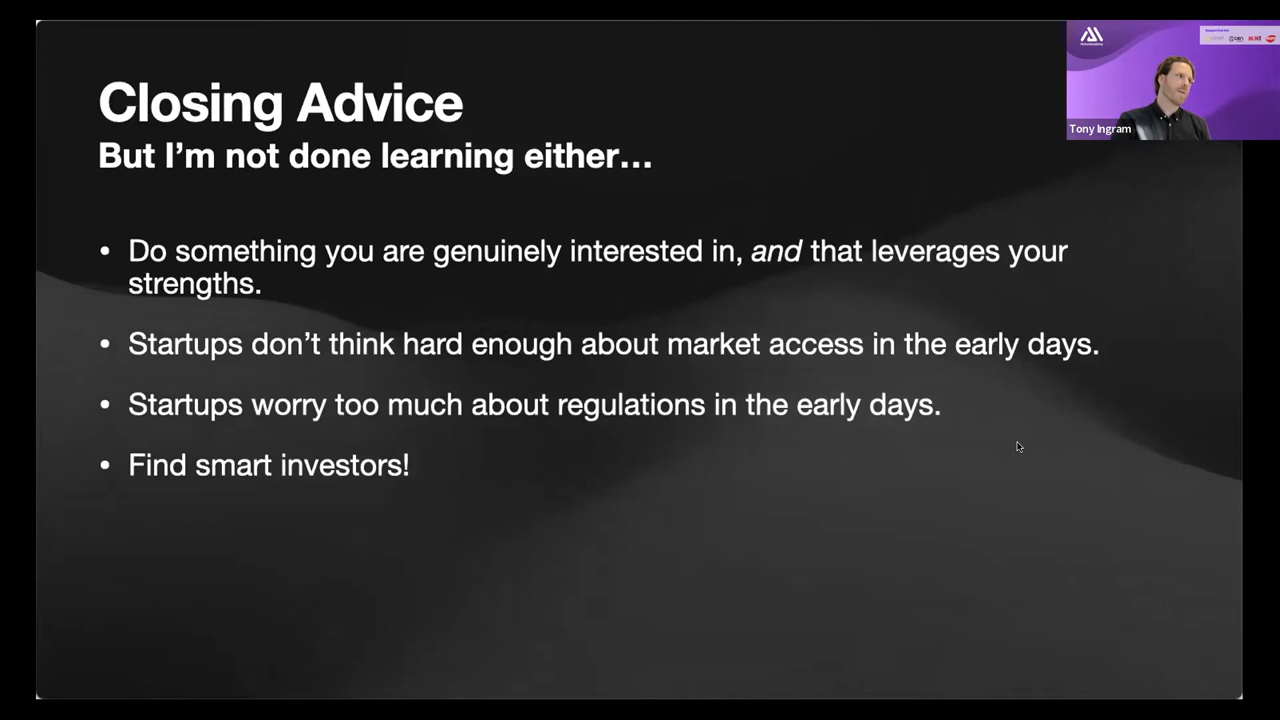 Closing Advice
But I’m not done learning either…
• Do something you are genuinely interested in, and that leverages your
strengths.
• Startups don’t think hard enough about market access in the early days.
• Startups worry too much about regulations in the early days.
• Find smart investors!
Tony Ingram